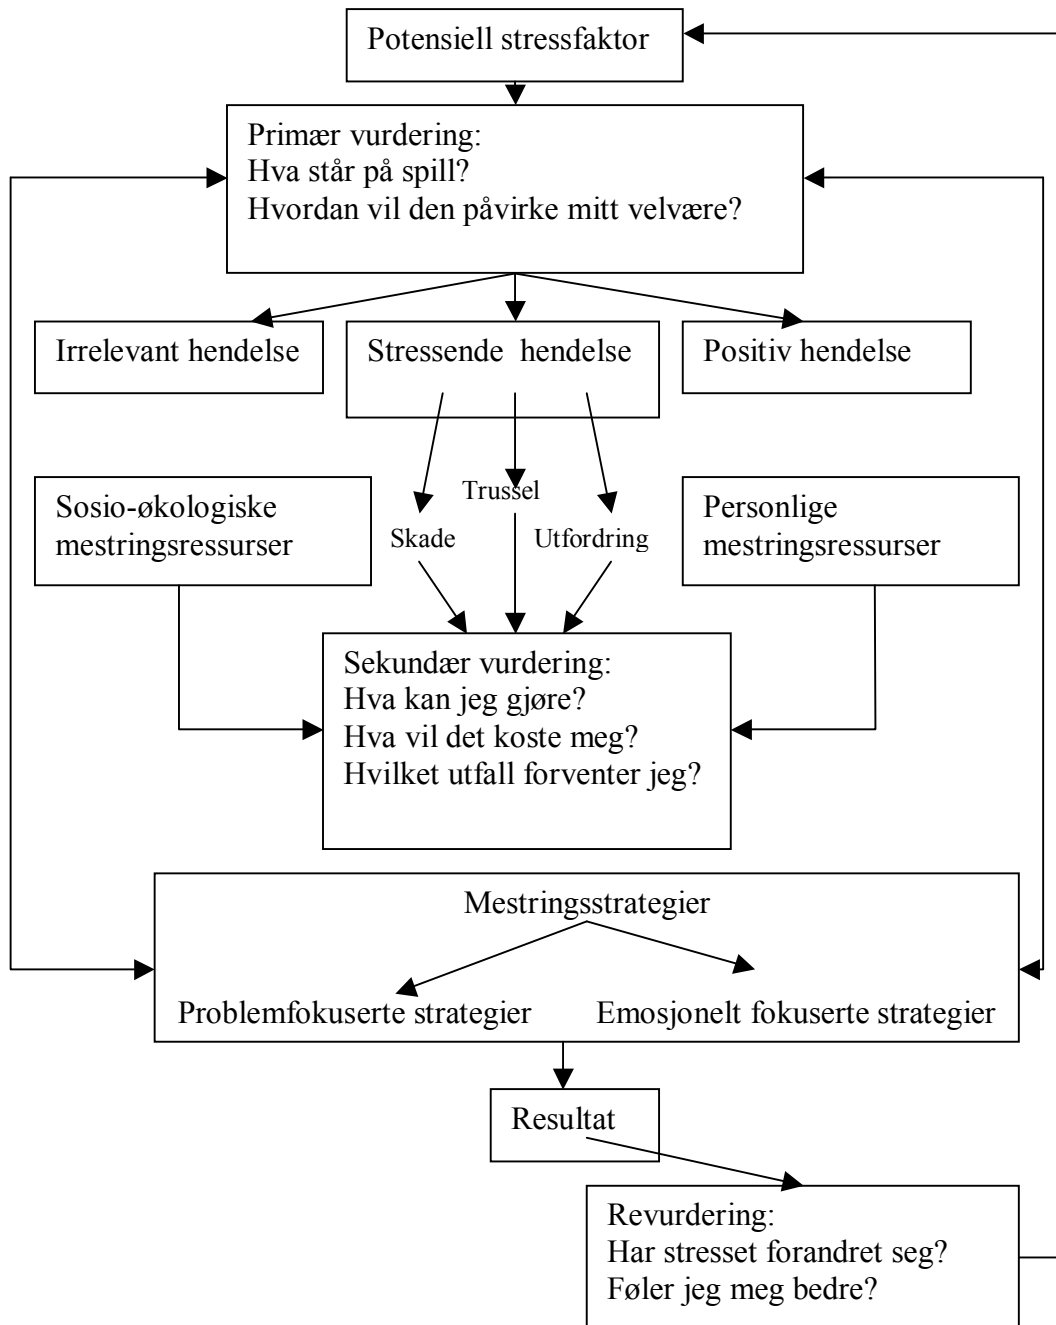 Potensiell stressfaktor
Primær vurdering:
Hva står på spill?
Hvordan vil den påvirke mitt velvære?
Irrelevant hendelse
Stressende hendelse
Positiv hendelse
Sosio-økologiske
mestringsressurser
Trussel
Skade
Utfordring
Personlige
mestringsressurser
Sekundær vurdering:
Hva kan jeg gjøre?
Hva vil det koste meg?
Hvilket utfall forventer jeg?
Mestringsstrategier
Problemfokuserte strategier
Emosjonelt fokuserte strategier
Resultat
Revurdering:
Har stresset forandret seg?
Føler jeg meg bedre?